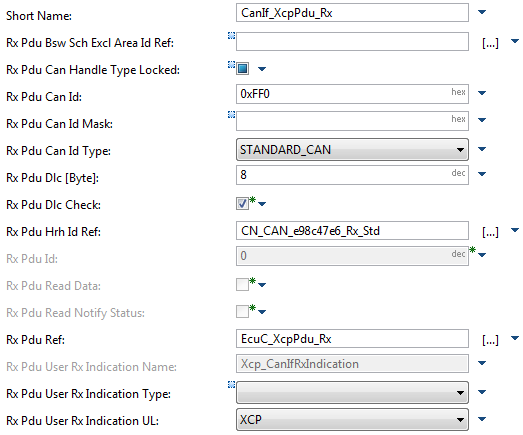 Short Name: CanIf_XcpPdu_Rx
Rx Pdu Bsw Sch Excl Area Id Ref: [...]
Rx Pdu Can Handle Type Locked:
Rx Pdu Can Id: 0xFF0 hex
Rx Pdu Can Id Mask: hex
Rx Pdu Can Id Type: STANDARD_CAN
Rx Pdu Dlc [Byte]: 8 dec
Rx Pdu Dlc Check:
Rx Pdu Hrh Id Ref: CN_CAN_e98c47e6_Rx_Std [...]
Rx Pdu Id: 0 dec
Rx Pdu Read Data:
Rx Pdu Read Notify Status:
Rx Pdu Ref: EcuC_XcpPdu_Rx [...]
Rx Pdu User Rx Indication Name: Xcp_CanIfRxIndication
Rx Pdu User Rx Indication Type:
Rx Pdu User Rx Indication UL: XCP